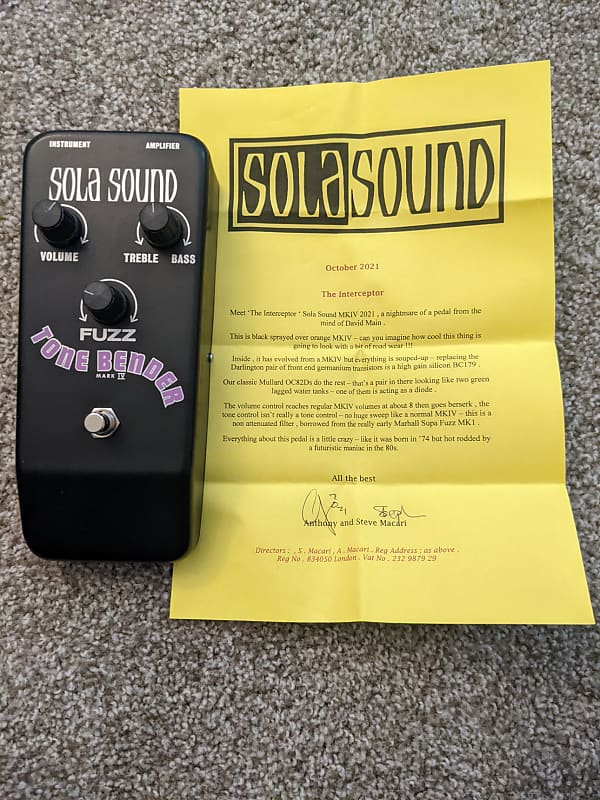 INSTRUMENT AMPLIFIER
SOLA SOUND
VOLUME TREBLE BASS
FUZZ
TONE BENDER
MARK IV
SOLASOUND
October 2021
The Interceptor
Meet 'The Interceptor ' Sola Sound MKIV 2021 , a nightmare of a pedal from the
mind of David Main .
This is black sprayed over orange MKIV – can you imagine how cool this thing is
going to look with a bit of road wear !!!
Inside , it has evolved from a MKIV but everything is souped-up – replacing the
Darlington pair of front end germanium transistors is a high gain silicon BC179 .
Our classic Mullard OC82Ds do the rest – that's a pair in there looking like two green
lagged water tanks – one of them is acting as a diode .
The volume control reaches regular MKIV volumes at about 8 then goes berserk , the
tone control isn't really a tone control – no huge sweep like a normal MKIV – this is a
non attenuated filter , borrowed from the really early Marhall Supa Fuzz MK1 .
Everything about this pedal is a little crazy – like it was born in '74 but hot rodded by
a futuristic maniac in the 80s.
All the best
Anthony and Steve Macari
Directors : , S . Macari , A . Macari . Reg Address : as above .
Reg No . 834050 London . Vat No . 232 9879 29